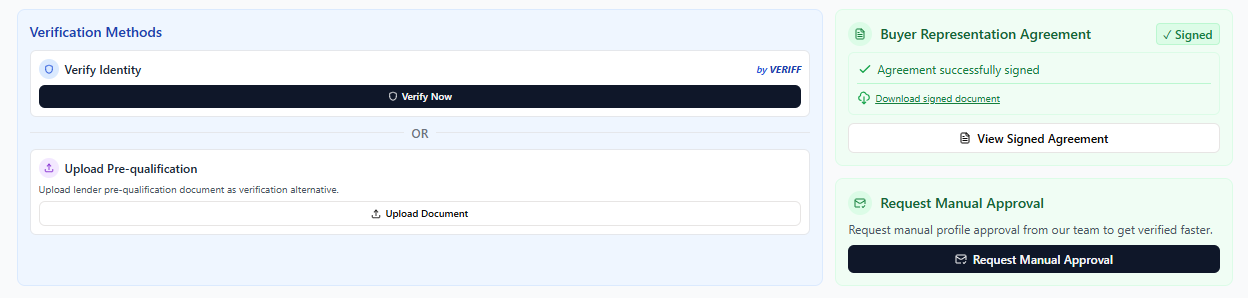 Verification Methods
Verify Identity
by VERIFF
Verify Now
OR
Upload Pre-qualification
Upload lender pre-qualification document as verification alternative.
Upload Document
Buyer Representation Agreement
✓ Signed
Agreement successfully signed
Download signed document
View Signed Agreement
Request Manual Approval
Request manual profile approval from our team to get verified faster.
Request Manual Approval